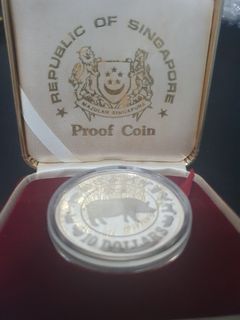 REPUBLIC OF SINGAPORE
MAJULAH SINGAPURA
Proof Coin
10 DOLLARS